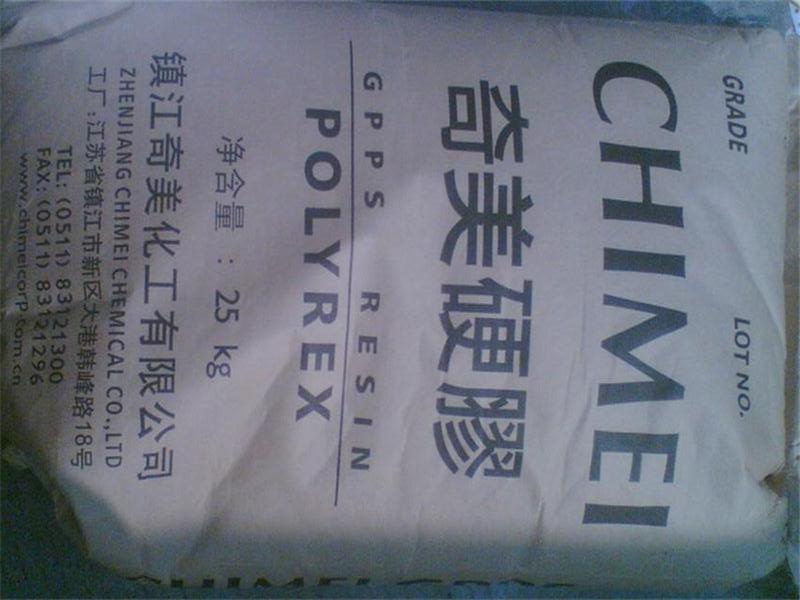 GRADE LOT NO.
CHIMEI
奇美硬膠
GPPS RESIN
POLYREX
净含量：25 kg
镇江奇美化工有限公司
ZHENJIANG CHIMEI CHEMICAL CO.,LTD
工厂:江苏省镇江市新区大港韩峰路18号
TEL: (0511) 83121300
FAX: (0511) 83121296
www.chimeicorp.com.cn